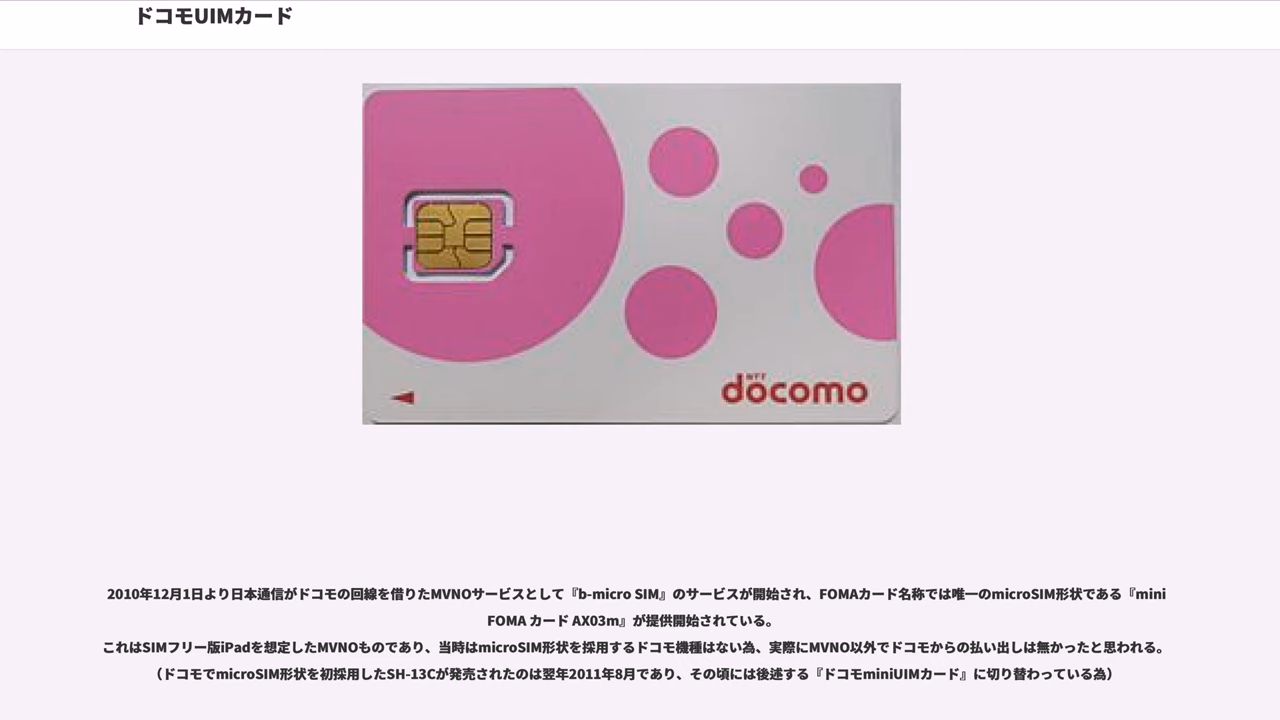 ドコモUIMカード
NTT
döcomo
2010年12月1日より日本通信がドコモの回線を借りたMVNOサービスとして『b-micro SIM』のサービスが開始され、FOMAカード名称では唯一のmicroSIM形状である『mini
FOMA カード AX03m』が提供開始されている。
これはSIMフリー版iPadを想定したMVNOものであり、当時はmicroSIM形状を採用するドコモ機種はない為、実際にMVNO以外でドコモからの払い出しは無かったと思われる。
（ドコモでmicroSIM形状を初採用したSH-13Cが発売されたのは翌年2011年8月であり、その頃には後述する『ドコモminiUIMカード』に切り替わっている為）